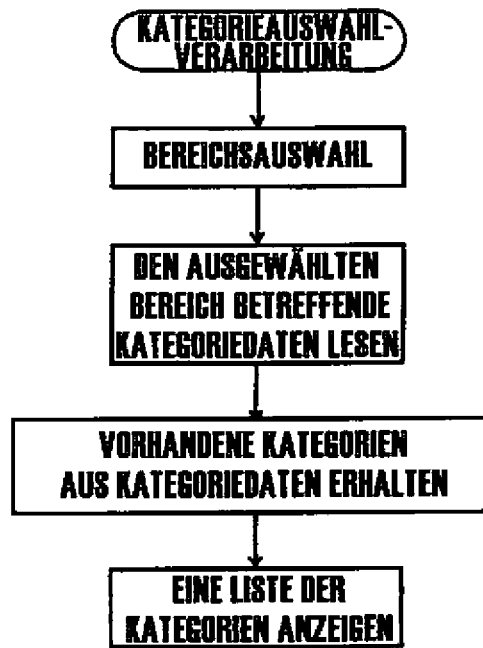 KATEGORIEAUSWAHL-
VERARBEITUNG
BEREICHSAUSWAHL
DEN AUSGEWÄHLTEN
BEREICH BETREFFENDE
KATEGORIEDATEN LESEN
VORHANDENE KATEGORIEN
AUS KATEGORIEDATEN ERHALTEN
EINE LISTE DER
KATEGORIEN ANZEIGEN